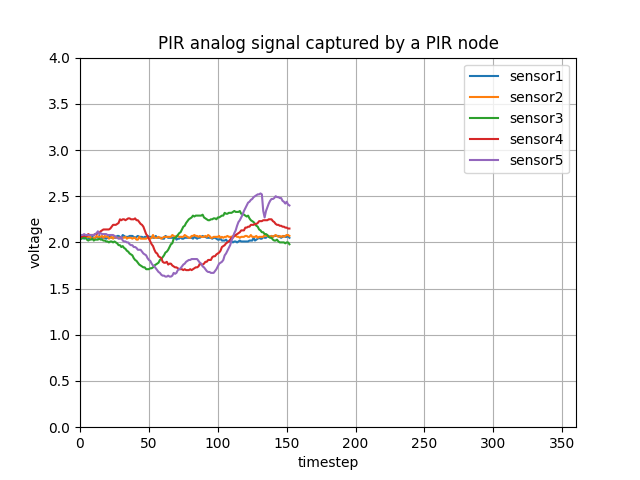 PIR analog signal captured by a PIR node
4.0
3.5
3.0
2.5
2.0
1.5
1.0
0.5
0.0
voltage
sensor1
sensor2
sensor3
sensor4
sensor5
0 50 100 150 200 250 300 350
timestep